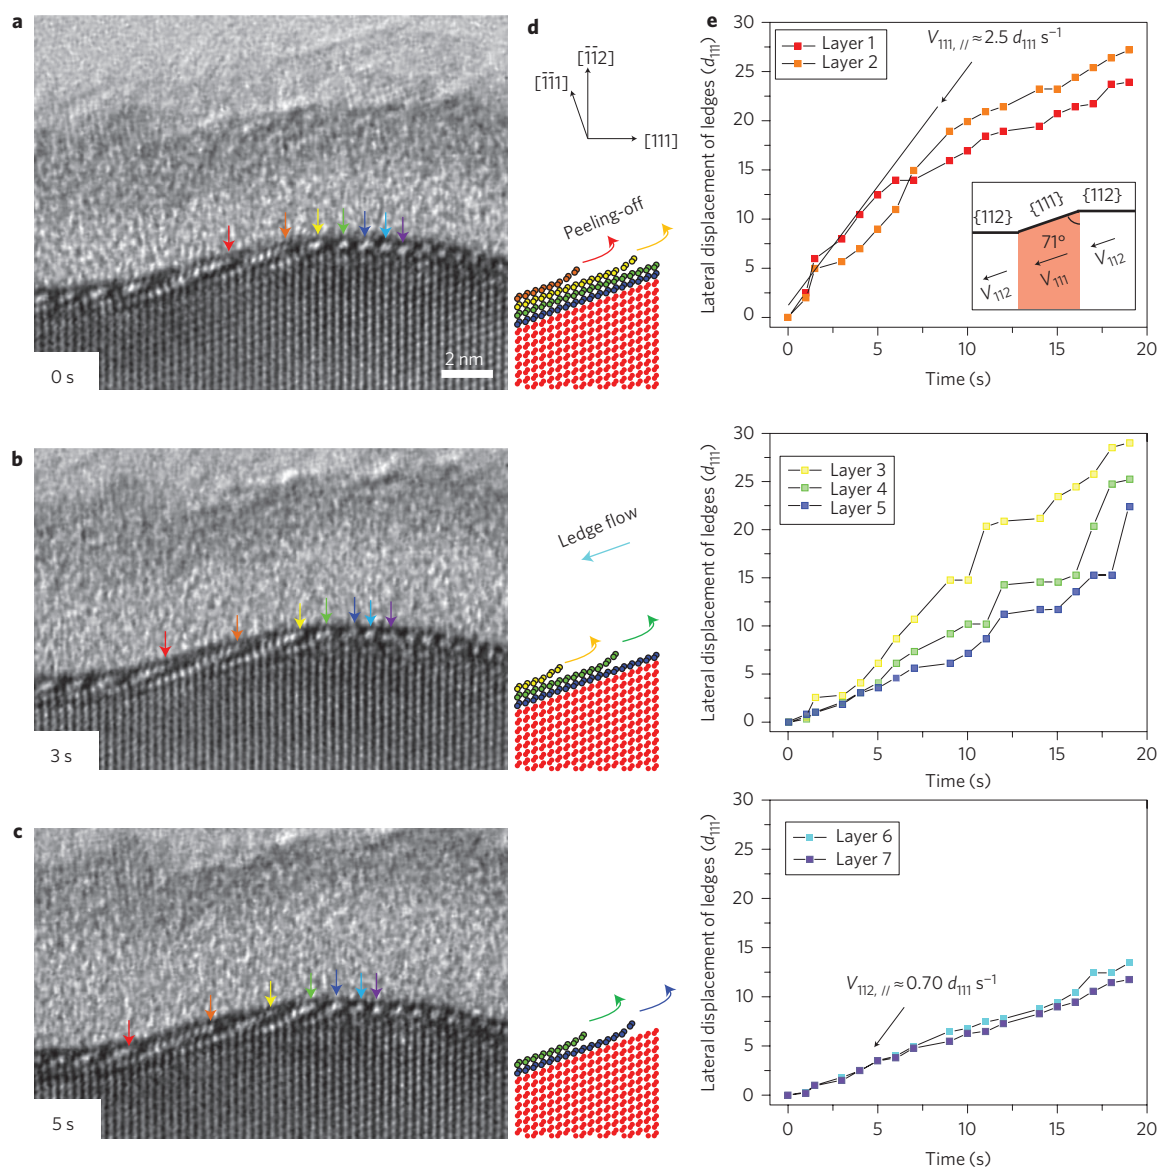 a
0 s
2 nm
b
3 s
c
5 s
d
[1̄1̄2]
[1̄1̄1]
[111]
Peeling-off
Ledge flow
e
Lateral displacement of ledges (d₁₁₁)
30
25
20
15
10
5
0
Layer 1
Layer 2
V₁₁₁, // ≈ 2.5 d₁₁₁ s⁻¹
{112}
{111}
{112}
71°
V₁₁₂
V₁₁₁
V₁₁₂
0 5 10 15 20
Time (s)
Lateral displacement of ledges (d₁₁₁)
30
25
20
15
10
5
0
Layer 3
Layer 4
Layer 5
0 5 10 15 20
Time (s)
Lateral displacement of ledges (d₁₁₁)
30
25
20
15
10
5
0
Layer 6
Layer 7
V₁₁₂, // ≈ 0.70 d₁₁₁ s⁻¹
0 5 10 15 20
Time (s)